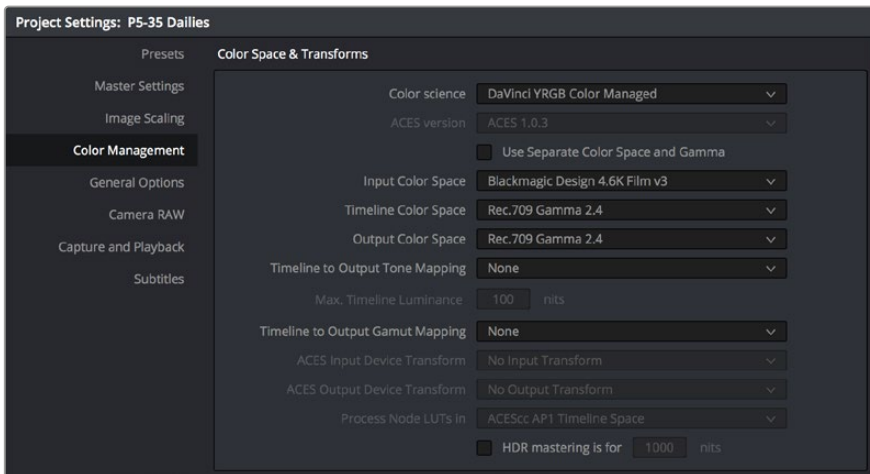 Project Settings: P5-35 Dailies
Presets
Master Settings
Image Scaling
Color Management
General Options
Camera RAW
Capture and Playback
Subtitles
Color Space & Transforms
Color science DaVinci YRGB Color Managed
ACES version ACES 1.0.3
Use Separate Color Space and Gamma
Input Color Space Blackmagic Design 4.6K Film v3
Timeline Color Space Rec.709 Gamma 2.4
Output Color Space Rec.709 Gamma 2.4
Timeline to Output Tone Mapping None
Max. Timeline Luminance 100 nits
Timeline to Output Gamut Mapping None
ACES Input Device Transform No Input Transform
ACES Output Device Transform No Output Transform
Process Node LUTs in ACEScc AP1 Timeline Space
HDR mastering is for 1000 nits